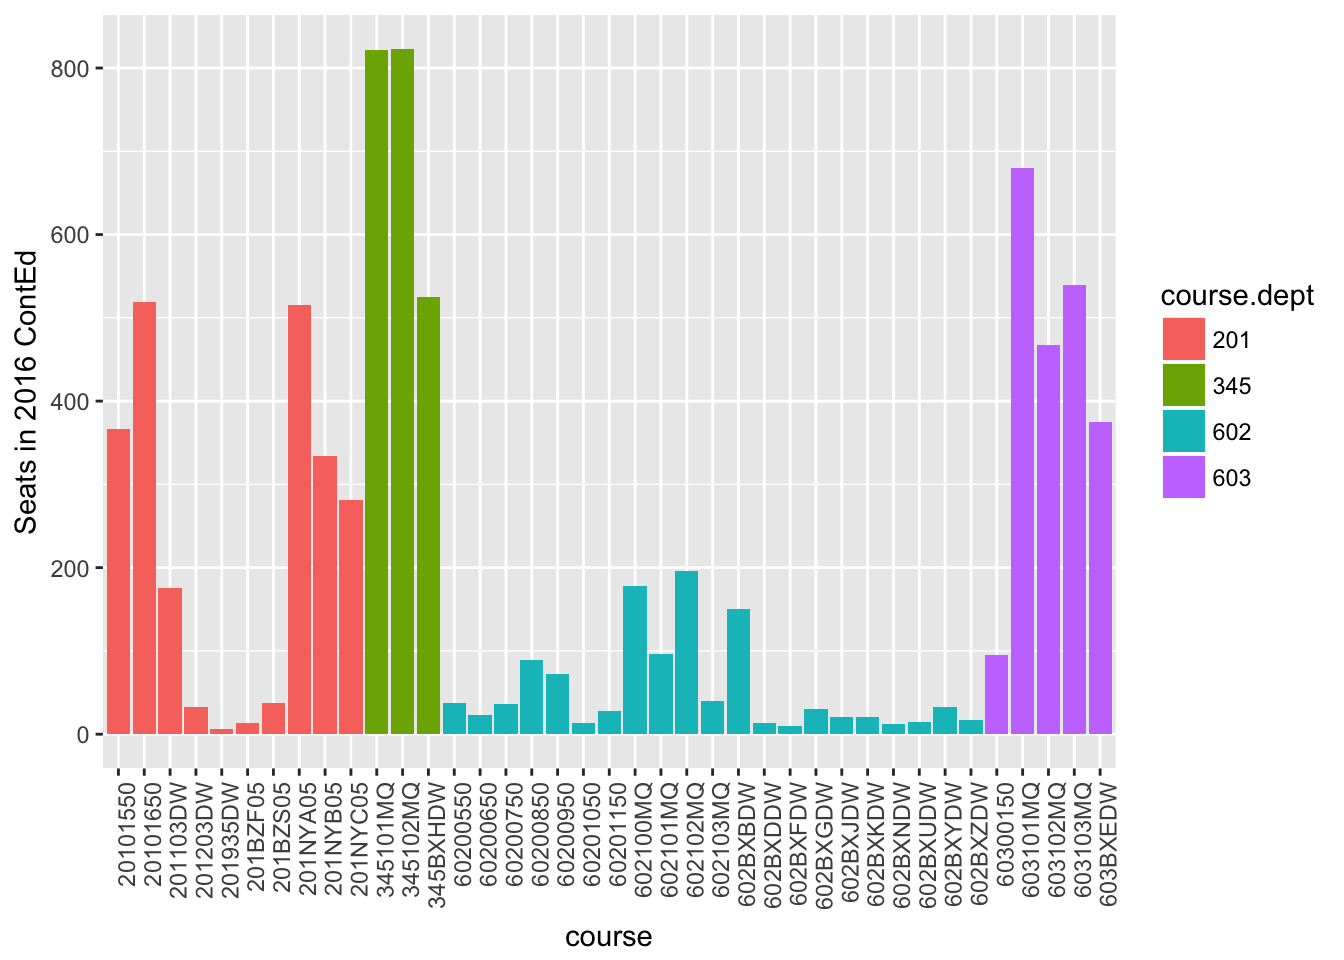 Seats in 2016 ContEd
800
600
400
200
0
20101550
20101650
201103DW
201203DW
201935DW
201BZF05
201BZS05
201NYA05
201NYB05
201NYC05
345101MQ
345102MQ
345BXHDW
60200550
60200650
60200750
60200850
60200950
60201050
60201150
602100MQ
602101MQ
602102MQ
602103MQ
602BXBDW
602BXDDW
602BXFDW
602BXGDW
602BXJDW
602BXKDW
602BXNDW
602BXUDW
602BXYDW
602BXZDW
60300150
603101MQ
603102MQ
603103MQ
603BXEDW
course
course.dept
201
345
602
603